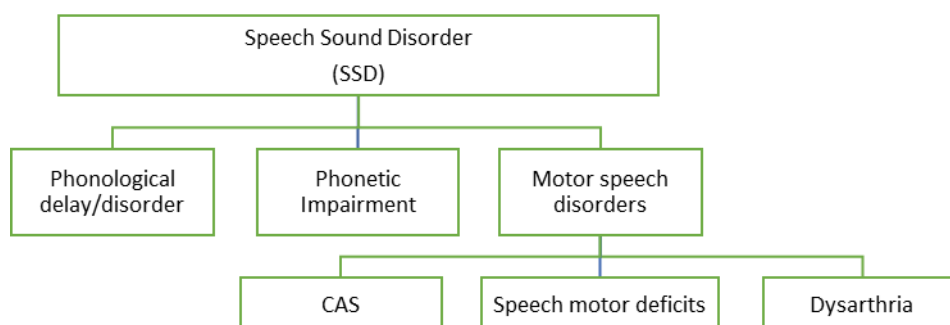 Speech Sound Disorder
(SSD)
Phonological
delay/disorder
Phonetic
Impairment
Motor speech
disorders
CAS
Speech motor deficits
Dysarthria